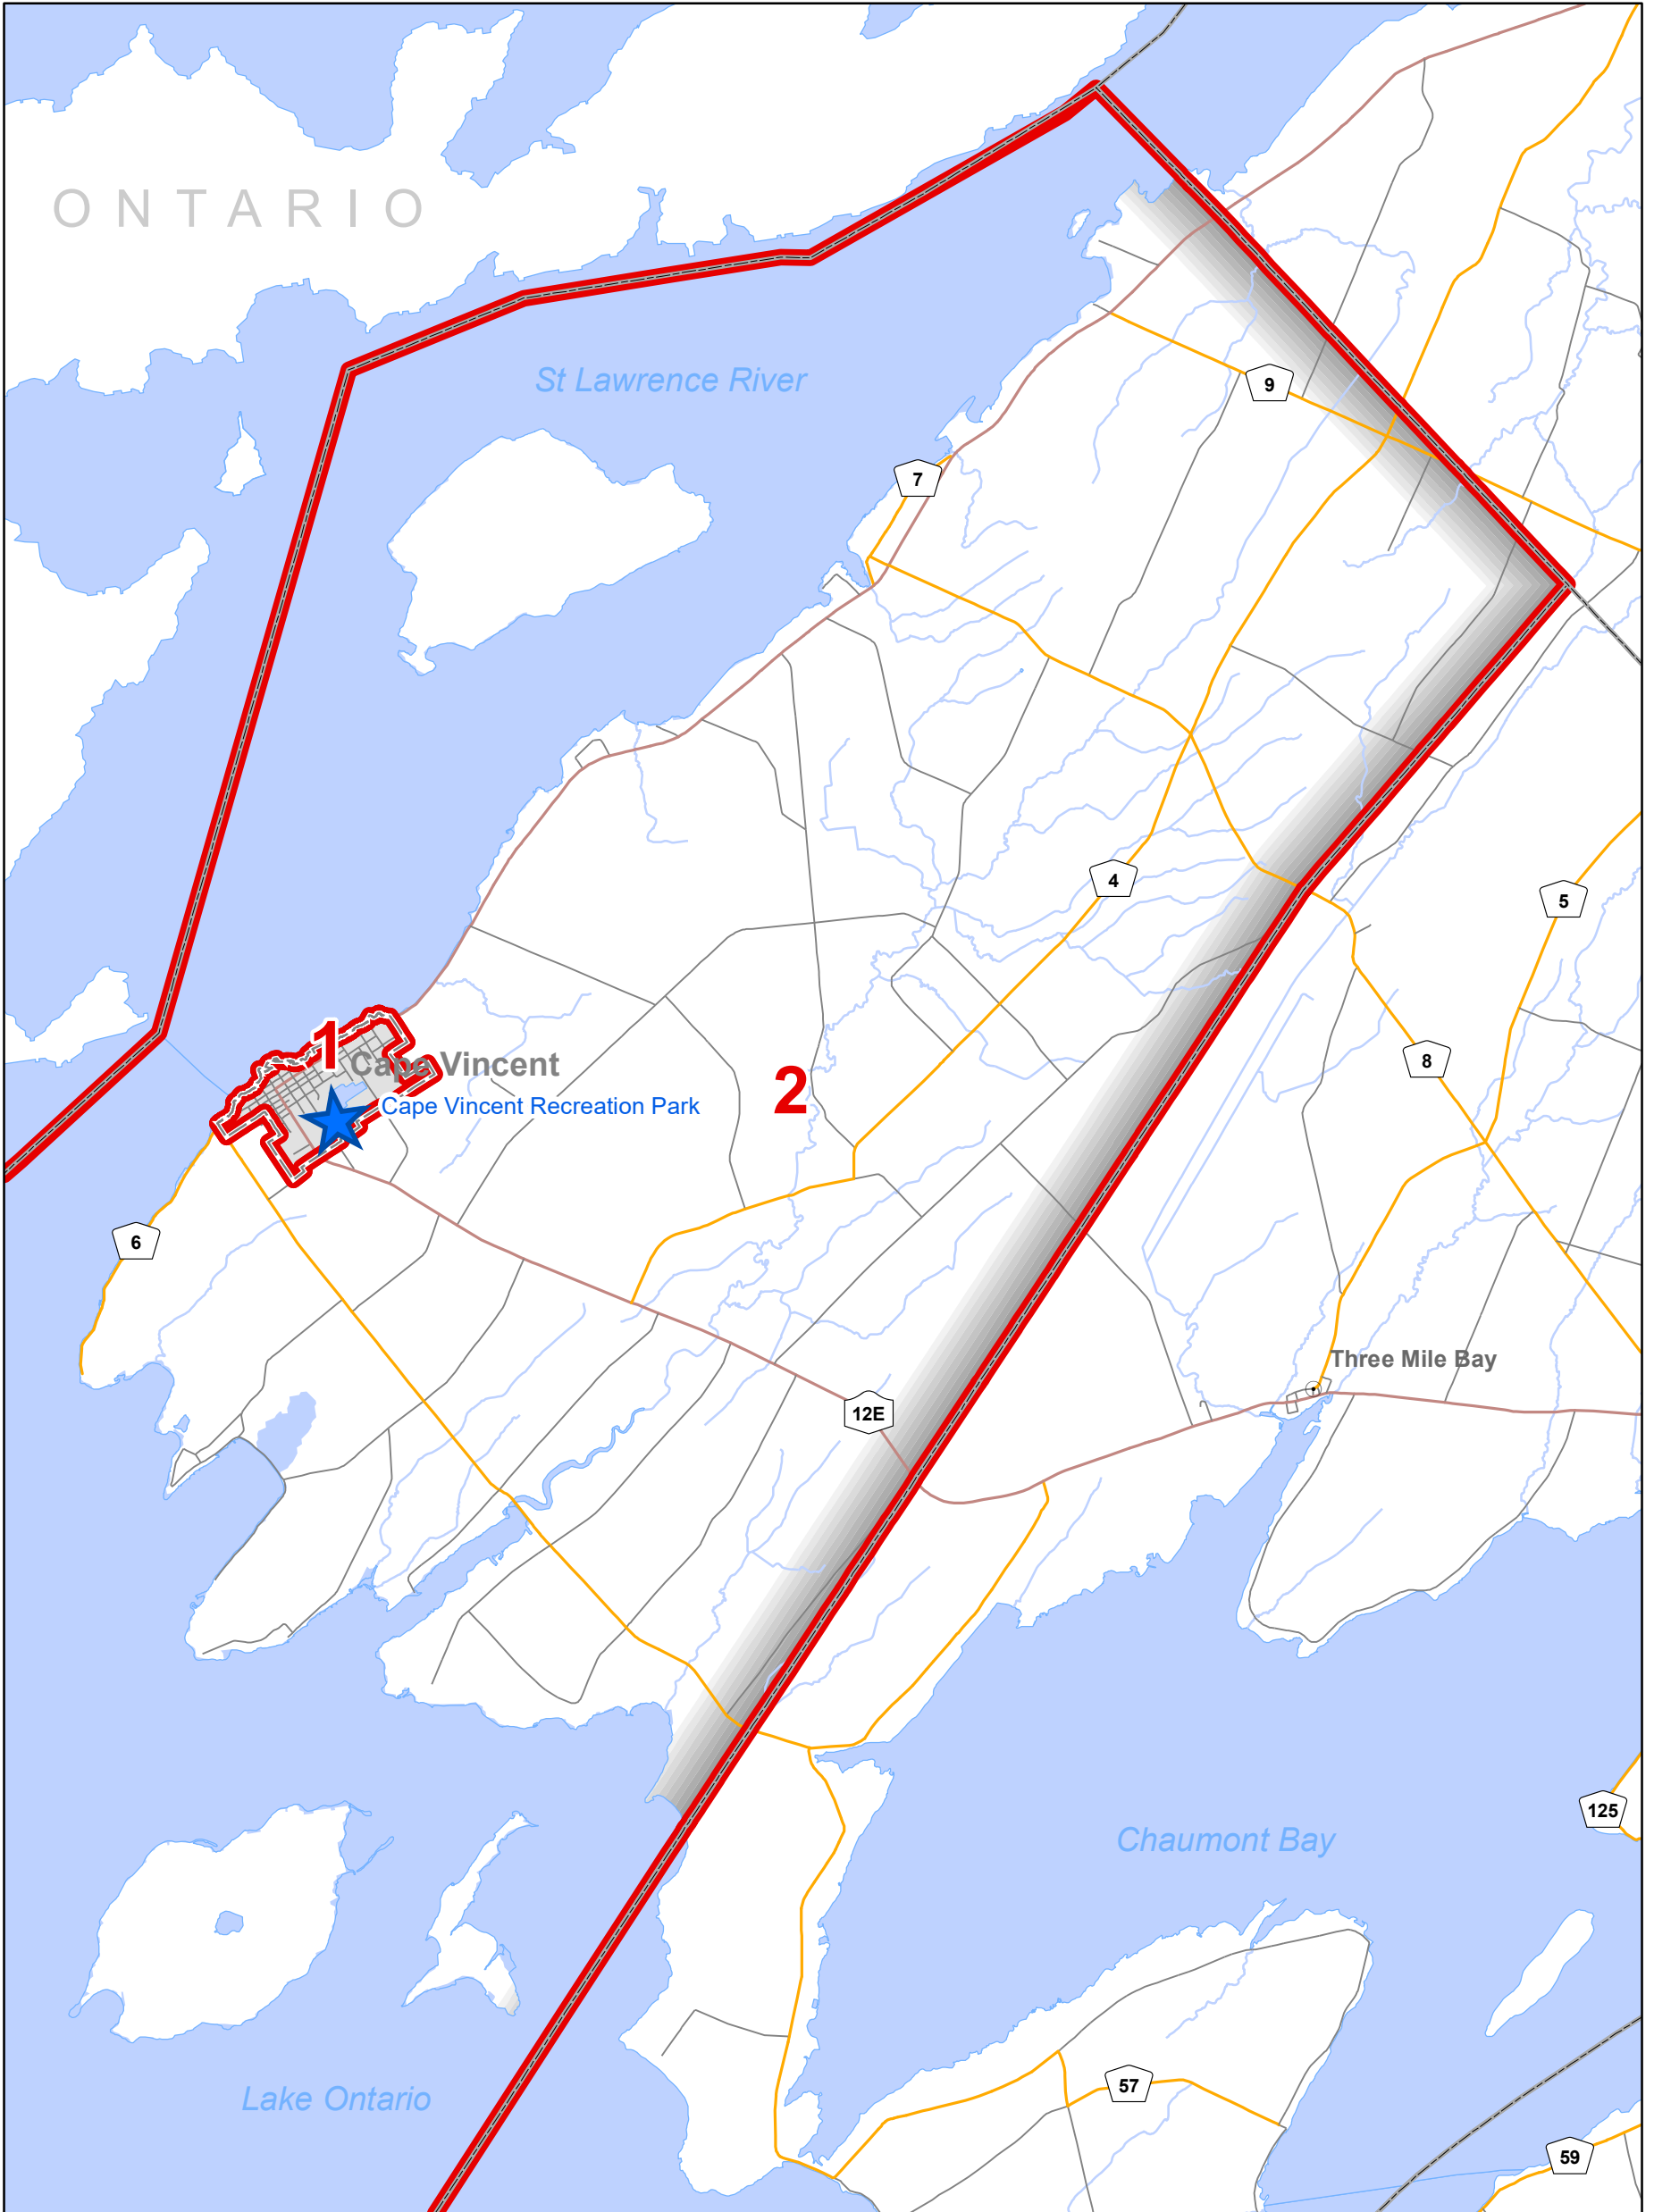 ONTARIO
St Lawrence River
9
7
4
5
1
Cape Vincent
8
2
Cape Vincent Recreation Park
6
Three Mile Bay
12E
125
Chaumont Bay
57
Lake Ontario
59